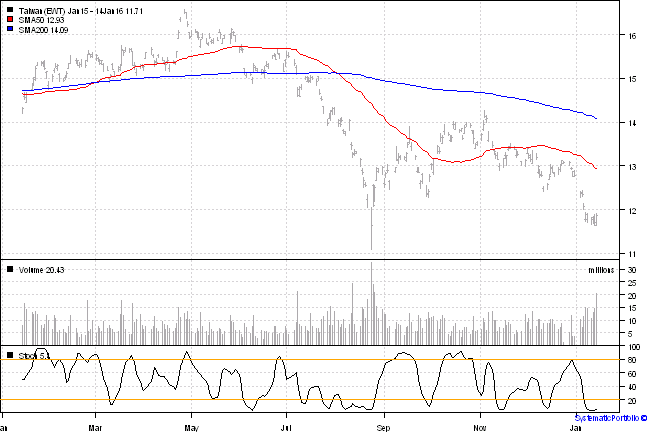 Taiwan (EWT) Jan15 - 14Jan16 11.71
SMA50 12.93
SMA200 14.09
16
15
14
13
12
11
Volume 20.43
millions
30
25
20
15
10
5
Stoch 5.1
100
80
60
40
20
an
Mar
May
Jul
Sep
Nov
Jan
SystematicPortfolio ©